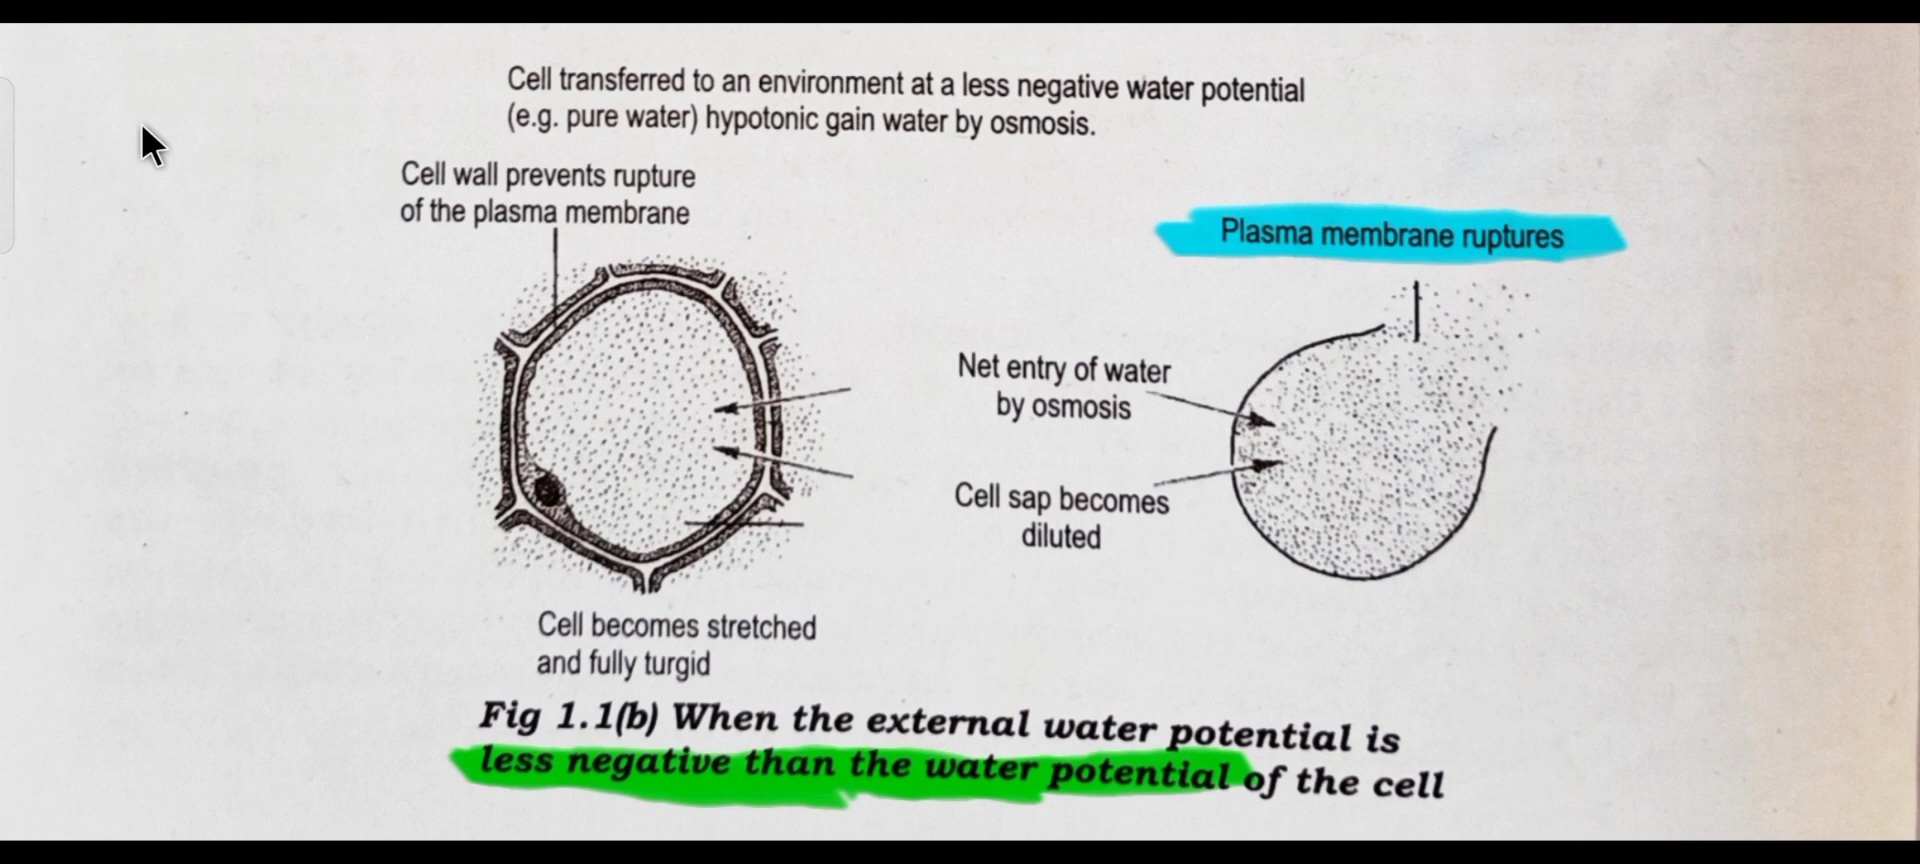 Cell transferred to an environment at a less negative water potential
(e.g. pure water) hypotonic gain water by osmosis.
Cell wall prevents rupture
of the plasma membrane
Plasma membrane ruptures
Net entry of water
by osmosis
Cell sap becomes
diluted
Cell becomes stretched
and fully turgid
Fig 1.1(b) When the external water potential is
less negative than the water potential of the cell